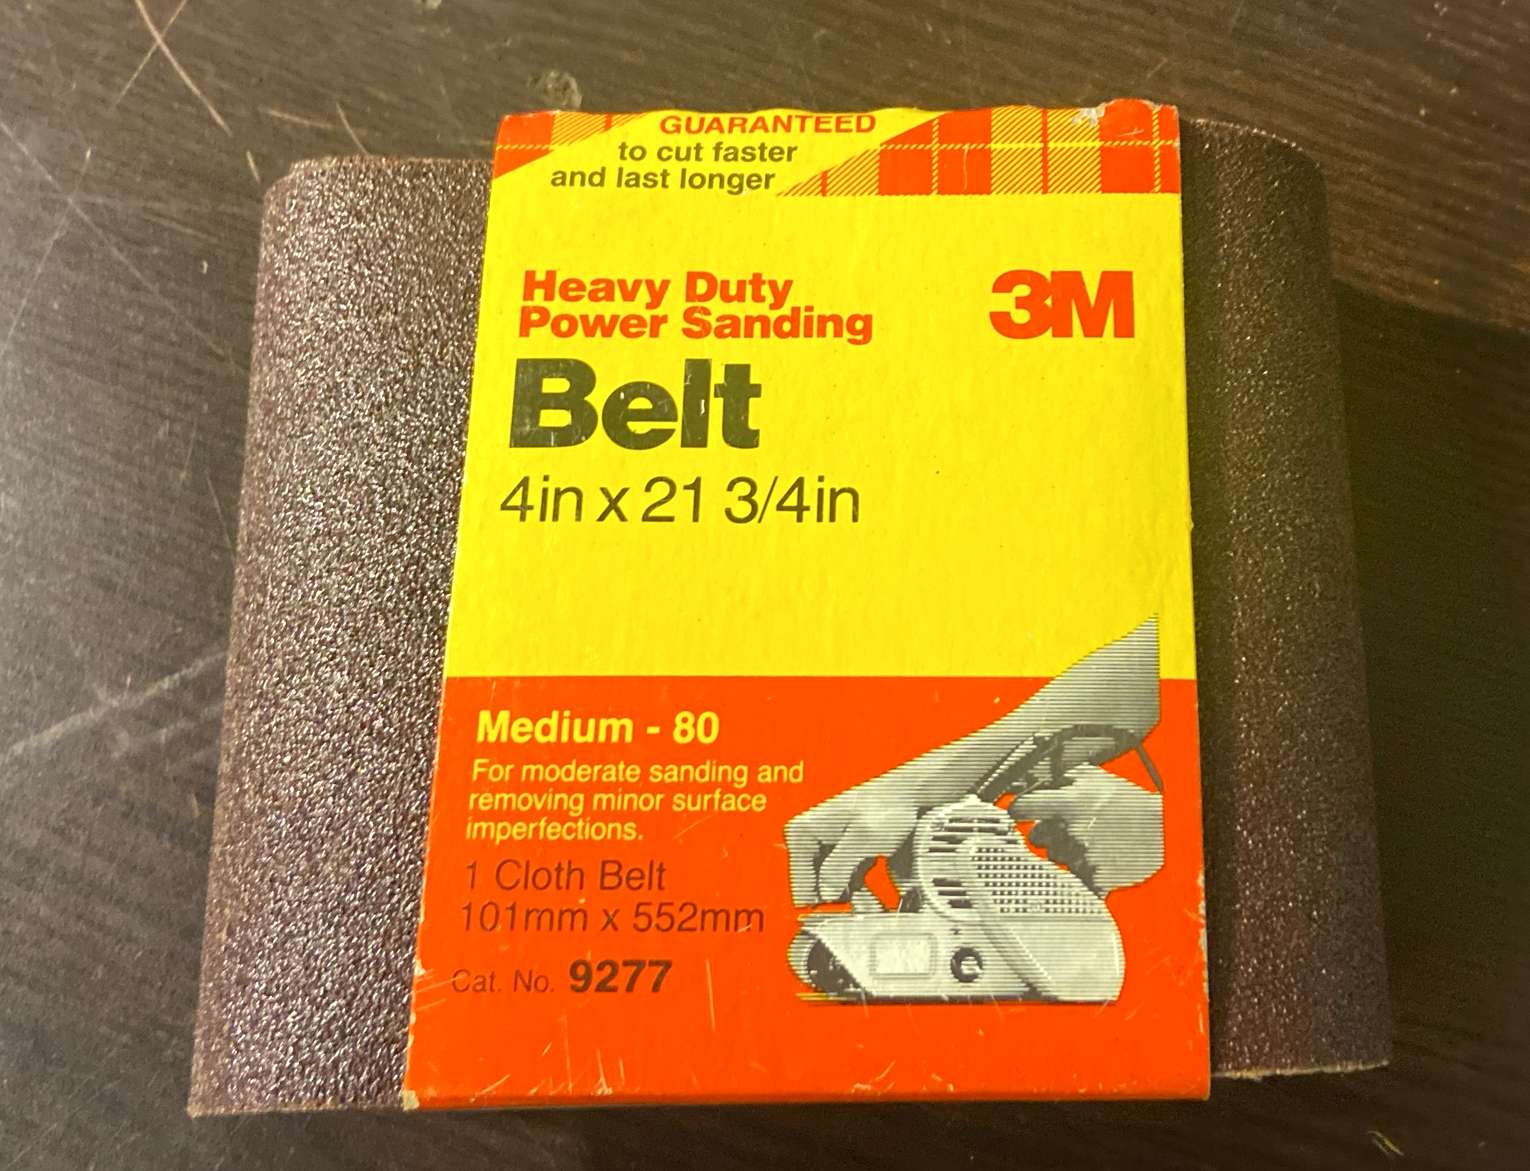 GUARANTEED
to cut faster
and last longer
Heavy Duty
Power Sanding
3M
Belt
4in x 21 3/4in
Medium - 80
For moderate sanding and
removing minor surface
imperfections.
1 Cloth Belt
101mm x 552mm
Cat. No. 9277